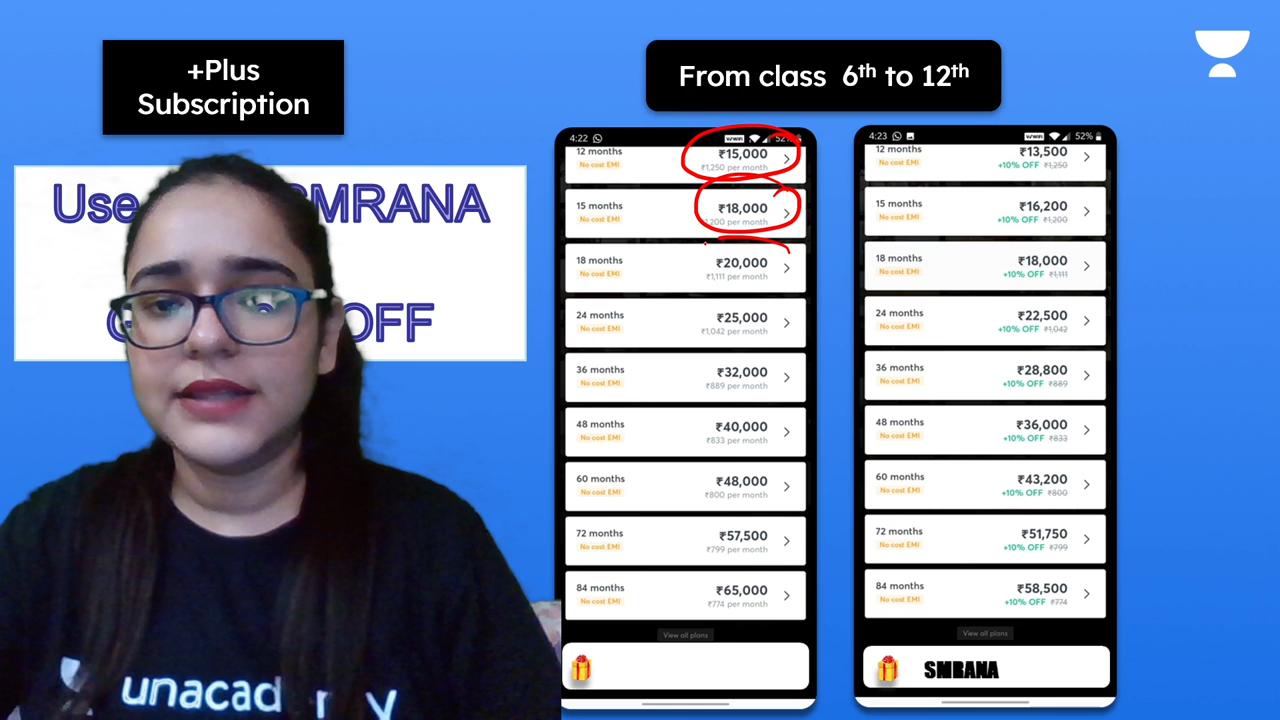 +Plus
Subscription
From class 6th to 12th
Use SMRANA
OFF
unacad y
4:22
VoWiFi
52%
12 months
₹15,000
No cost EMI
₹1,250 per month
15 months
₹18,000
No cost EMI
per month
18 months
₹20,000
No cost EMI
₹1,111 per month
24 months
₹25,000
No cost EMI
₹1,042 per month
36 months
₹32,000
No cost EMI
₹889 per month
48 months
₹40,000
No cost EMI
₹833 per month
60 months
₹48,000
No cost EMI
₹800 per month
72 months
₹57,500
No cost EMI
₹799 per month
84 months
₹65,000
No cost EMI
₹774 per month
View all plans
4:23
VoWiFi
52%
12 months
₹13,500
No cost EMI
+10% OFF ₹1,250
15 months
₹16,200
No cost EMI
+10% OFF ₹1,200
18 months
₹18,000
No cost EMI
+10% OFF ₹1,111
24 months
₹22,500
No cost EMI
+10% OFF ₹1,042
36 months
₹28,800
No cost EMI
+10% OFF ₹889
48 months
₹36,000
No cost EMI
+10% OFF ₹833
60 months
₹43,200
No cost EMI
+10% OFF ₹800
72 months
₹51,750
No cost EMI
+10% OFF ₹799
84 months
₹58,500
No cost EMI
+10% OFF ₹774
View all plans
SMRANA